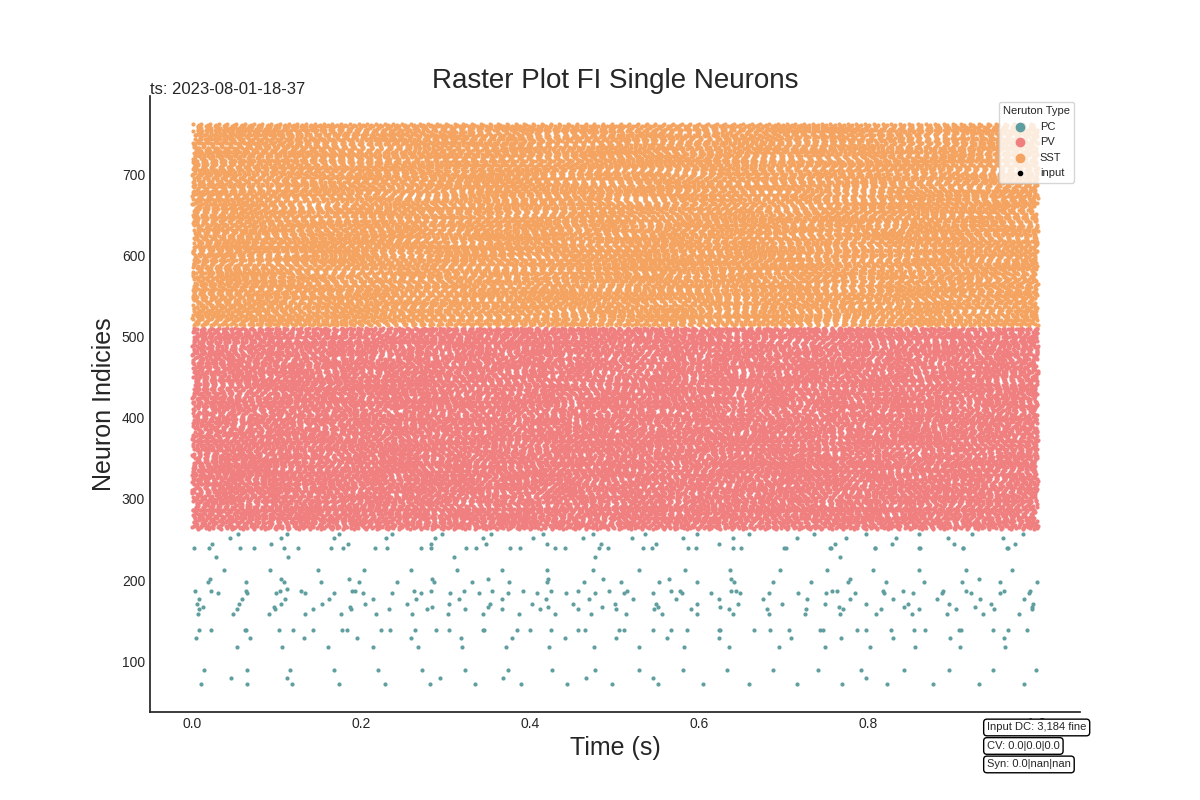 Raster Plot FI Single Neurons
ts: 2023-08-01-18-37
Neruton Type
PC
PV
SST
input
700
600
500
400
300
200
100
Neuron Indicies
0.0
0.2
0.4
0.6
0.8
Time (s)
Input DC: 3,184 fine
CV: 0.0|0.0|0.0
Syn: 0.0|nan|nan